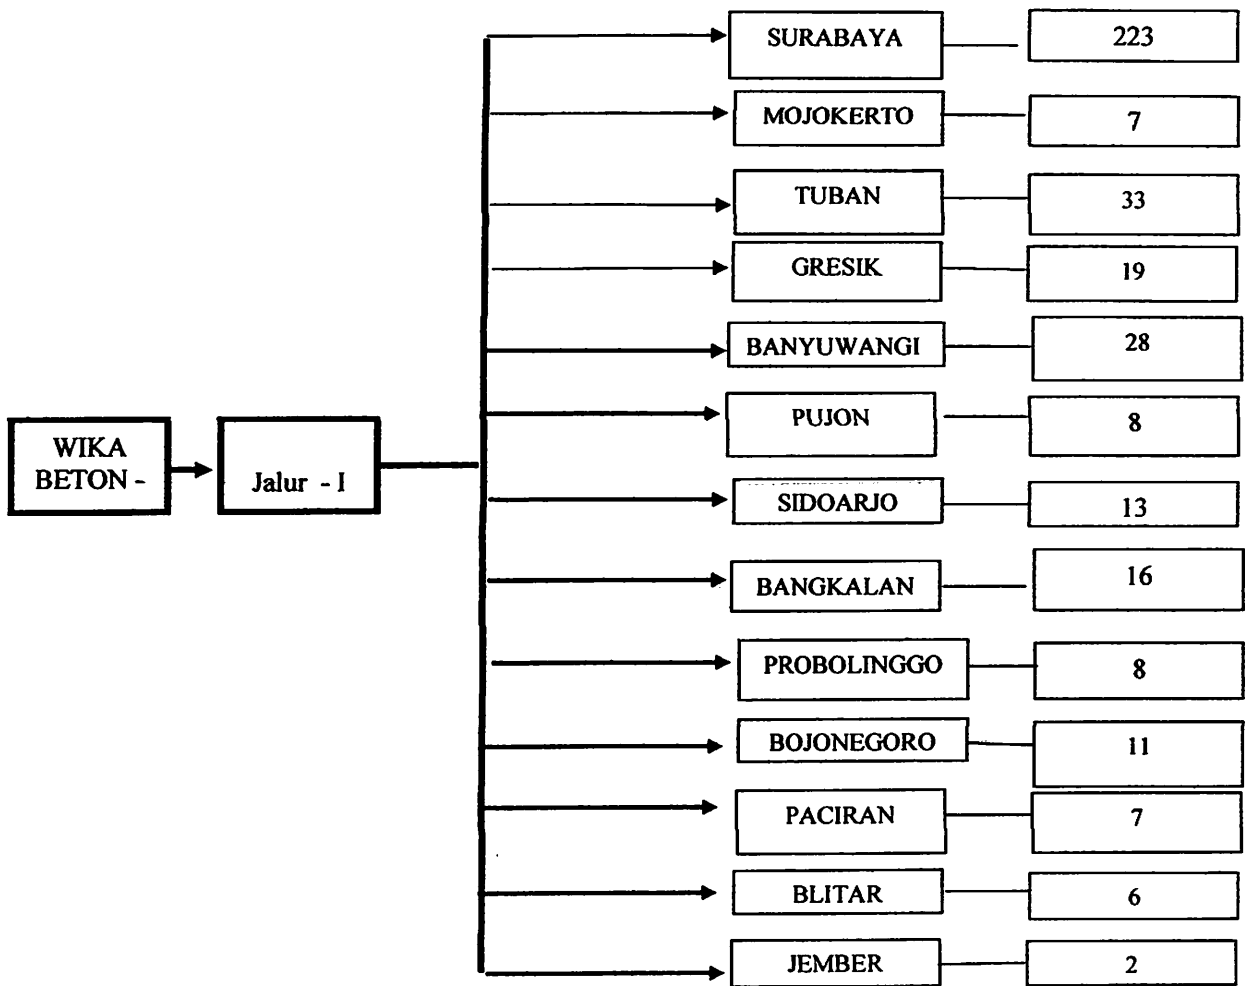 SURABAYA 223
MOJOKERTO 7
TUBAN 33
GRESIK 19
BANYUWANGI 28
PUJON 8
WIKA
BETON -
Jalur - I
SIDOARJO 13
BANGKALAN 16
PROBOLINGGO 8
BOJONEGORO 11
PACIRAN 7
BLITAR 6
JEMBER 2